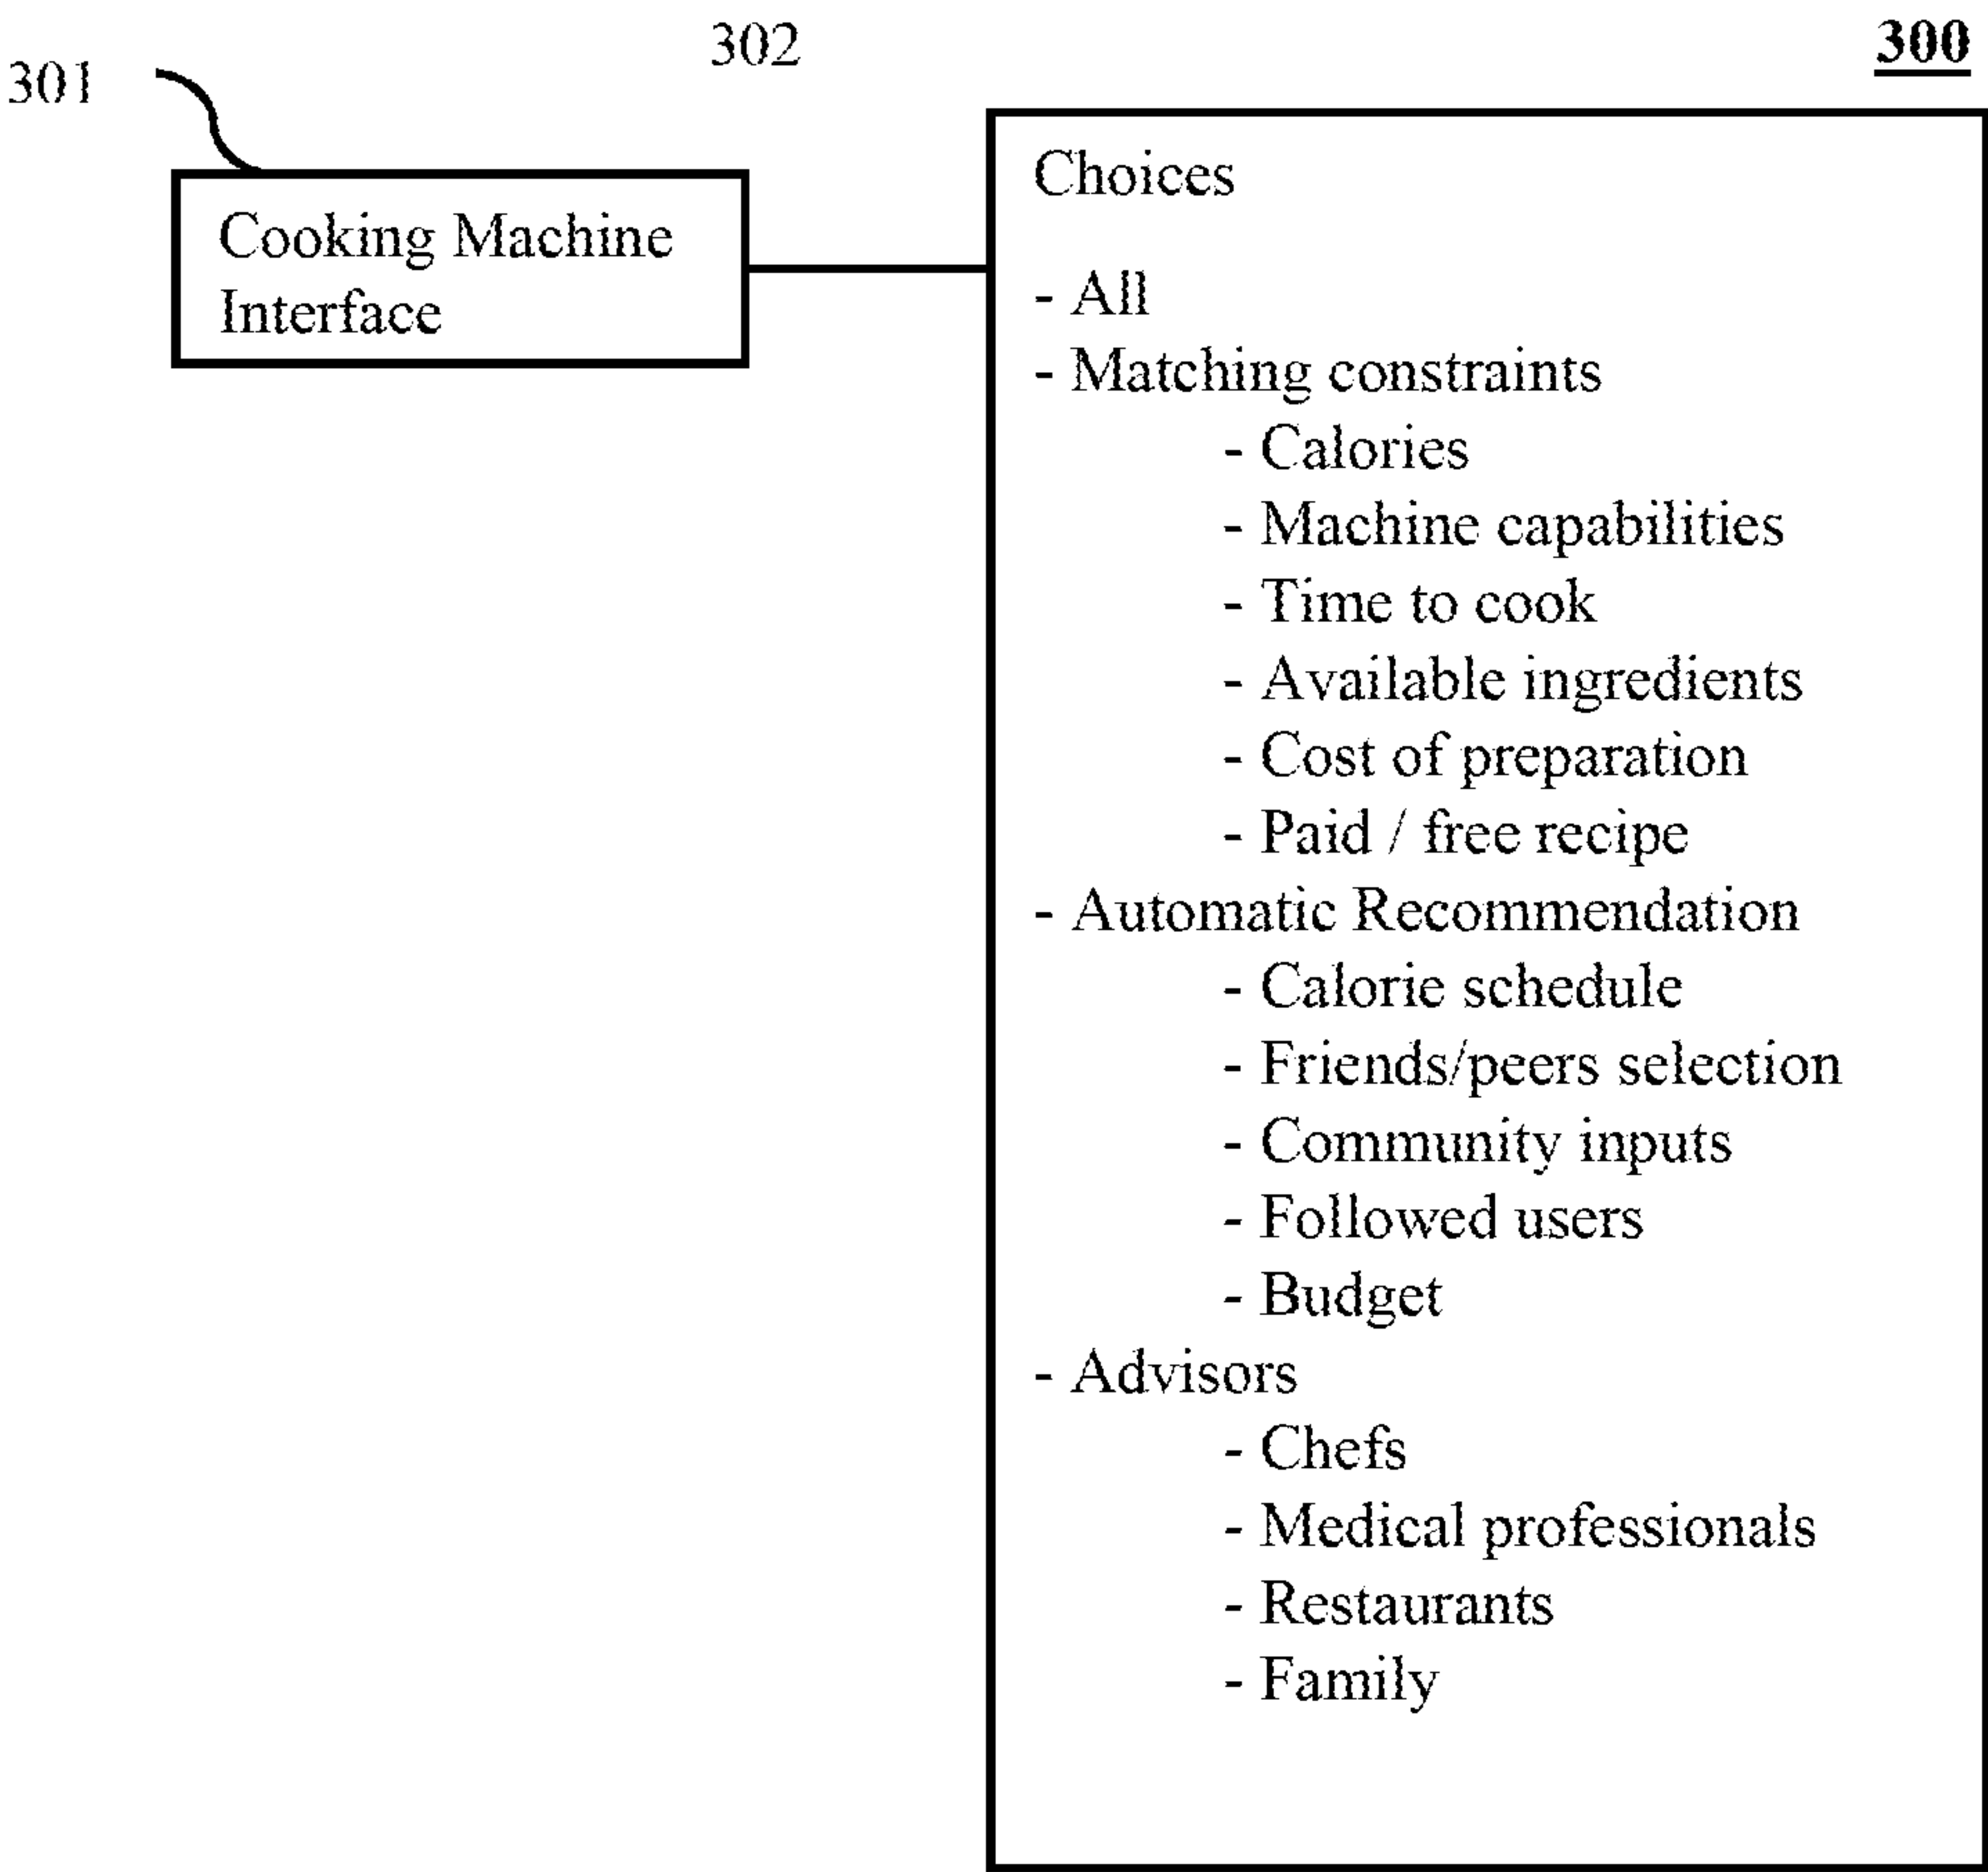 302
300
301
Cooking Machine
Interface
Choices
- All
- Matching constraints
- Calories
- Machine capabilities
- Time to cook
- Available ingredients
- Cost of preparation
- Paid / free recipe
- Automatic Recommendation
- Calorie schedule
- Friends/peers selection
- Community inputs
- Followed users
- Budget
- Advisors
- Chefs
- Medical professionals
- Restaurants
- Family